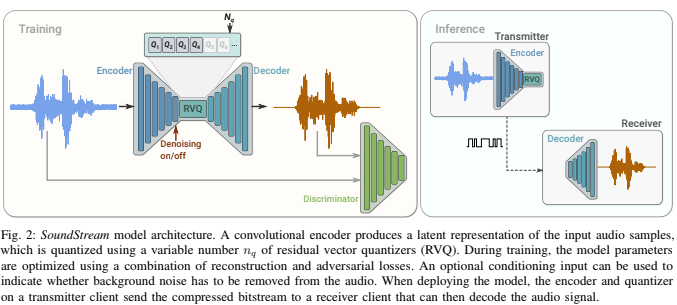 Training
N_q
Q_1 Q_2 Q_3 Q_4 Q_5 Q_6 ...
Encoder
Decoder
RVQ
Denoising
on/off
Discriminator
Inference
Transmitter
Encoder
RVQ
Receiver
Decoder
Fig. 2: SoundStream model architecture. A convolutional encoder produces a latent representation of the input audio samples,
which is quantized using a variable number n_q of residual vector quantizers (RVQ). During training, the model parameters
are optimized using a combination of reconstruction and adversarial losses. An optional conditioning input can be used to
indicate whether background noise has to be removed from the audio. When deploying the model, the encoder and quantizer
on a transmitter client send the compressed bitstream to a receiver client that can then decode the audio signal.